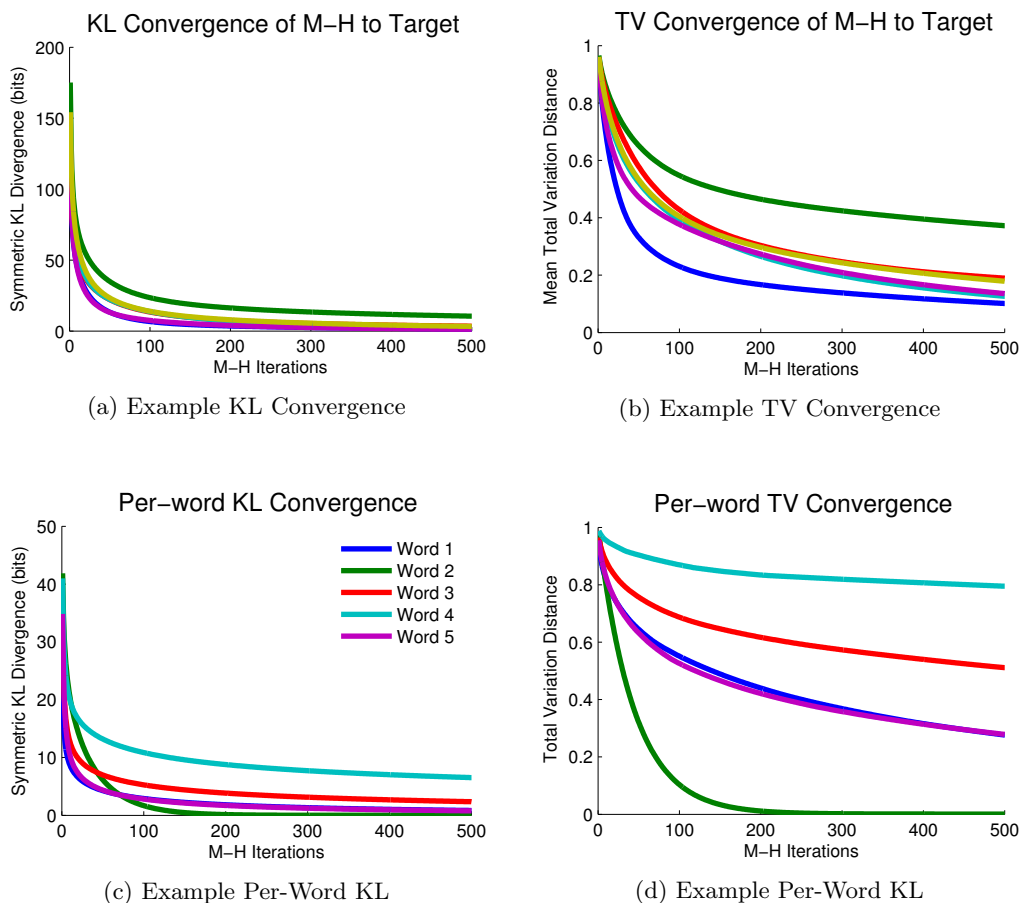 KL Convergence of M−H to Target
200
150
100
50
0
Symmetric KL Divergence (bits)
0 100 200 300 400 500
M−H Iterations
(a) Example KL Convergence
TV Convergence of M−H to Target
1
0.8
0.6
0.4
0.2
0
Mean Total Variation Distance
0 100 200 300 400 500
M−H Iterations
(b) Example TV Convergence
Per−word KL Convergence
50
40
30
20
10
0
Symmetric KL Divergence (bits)
Word 1
Word 2
Word 3
Word 4
Word 5
0 100 200 300 400 500
M−H Iterations
(c) Example Per-Word KL
Per−word TV Convergence
1
0.8
0.6
0.4
0.2
0
Total Variation Distance
0 100 200 300 400 500
M−H Iterations
(d) Example Per-Word KL